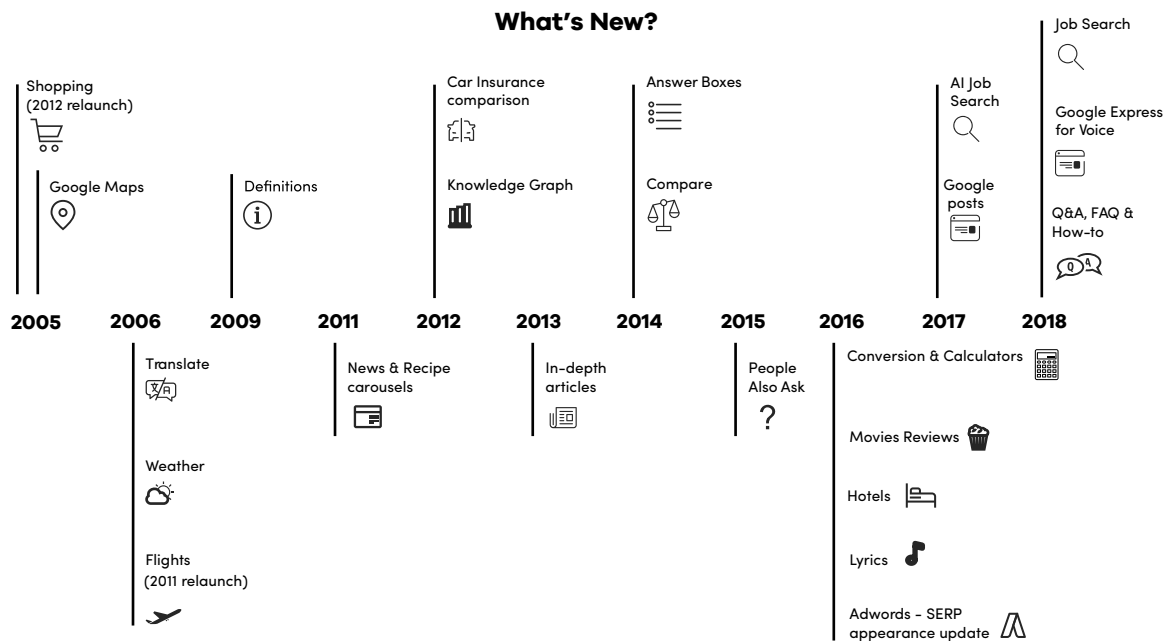 What's New?
Shopping
(2012 relaunch)
Google Maps
Definitions
Car Insurance
comparison
Knowledge Graph
Answer Boxes
Compare
AI Job
Search
Google
posts
Job Search
Google Express
for Voice
Q&A, FAQ &
How-to
Q A
2005 2006 2009 2011 2012 2013 2014 2015 2016 2017 2018
Translate
文 A
Weather
Flights
(2011 relaunch)
News & Recipe
carousels
In-depth
articles
People
Also Ask
?
Conversion & Calculators
Movies Reviews
Hotels
Lyrics
Adwords - SERP
appearance update